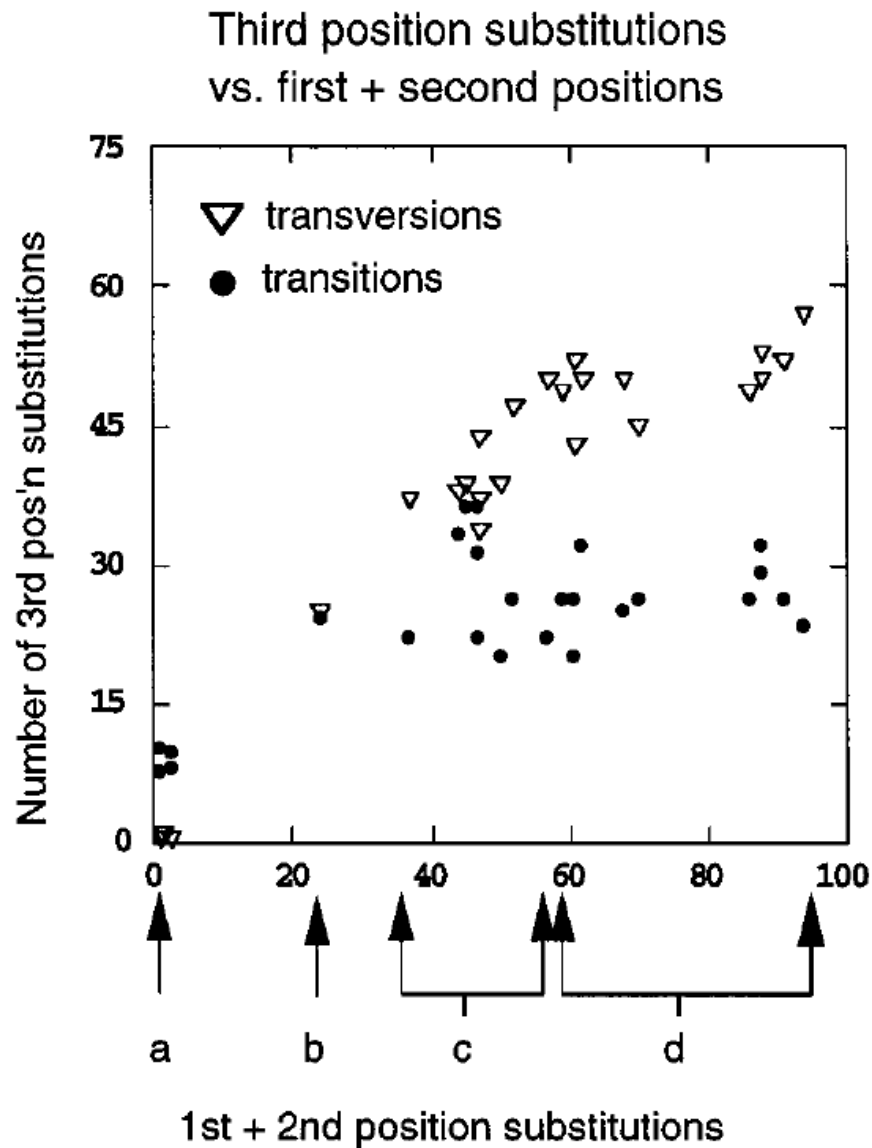 Third position substitutions
vs. first + second positions
75
transversions
transitions
60
45
30
15
0
Number of 3rd pos'n substitutions
0 20 40 60 80 100
a b c d
1st + 2nd position substitutions